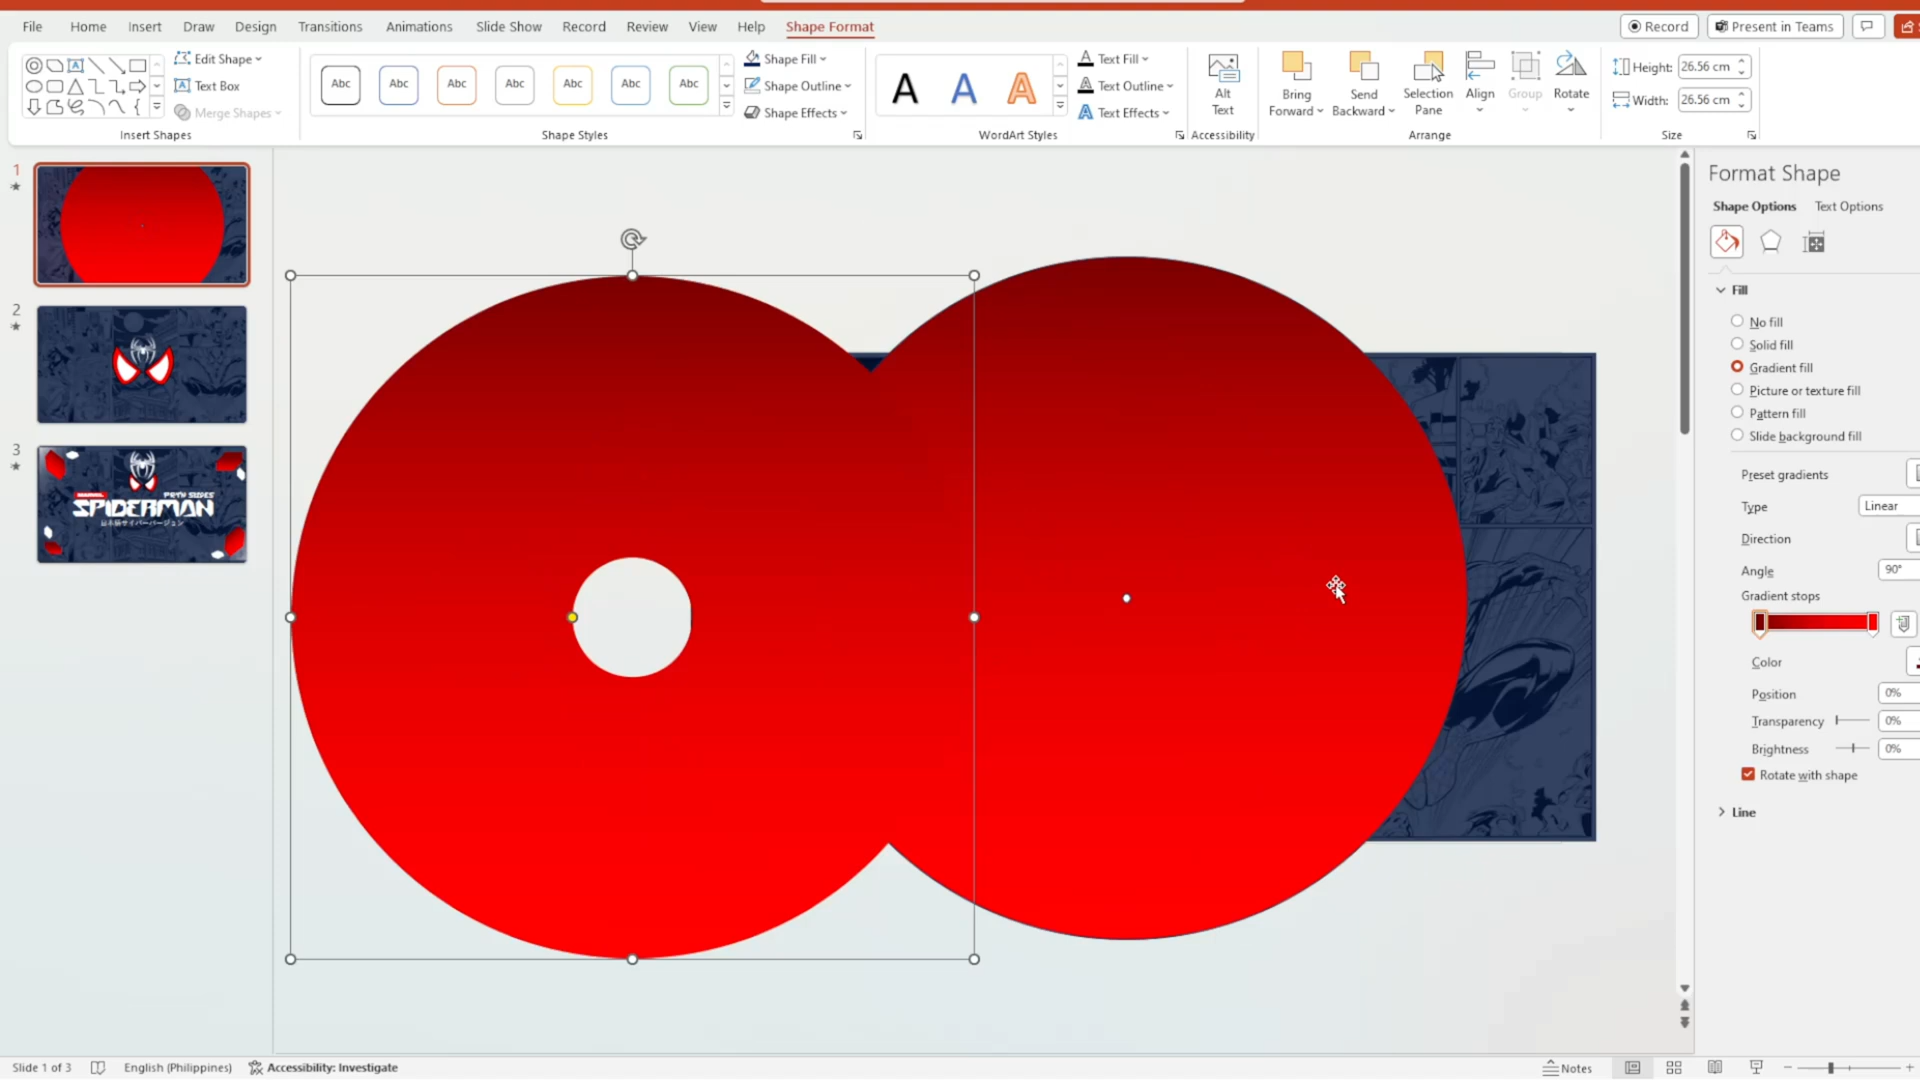 File Home Insert Draw Design Transitions Animations Slide Show Record Review View Help Shape Format
Record Present in Teams
Edit Shape
Text Box
Merge Shapes
Insert Shapes
Abc Abc Abc Abc Abc Abc Abc
Shape Styles
Shape Fill
Shape Outline
Shape Effects
A A A
WordArt Styles
Text Fill
Text Outline
Text Effects
Alt
Text
Accessibility
Bring
Forward
Send
Backward
Selection
Pane
Align
Group
Rotate
Arrange
Height: 26.56 cm
Width: 26.56 cm
Size
1
2
3
MARVEL
SPIDERMAN
Format Shape
Shape Options Text Options
Fill
No fill
Solid fill
Gradient fill
Picture or texture fill
Pattern fill
Slide background fill
Preset gradients
Type Linear
Direction
Angle 90°
Gradient stops
Color
Position 0%
Transparency 0%
Brightness 0%
Rotate with shape
Line
Slide 1 of 3 English (Philippines) Accessibility: Investigate
Notes